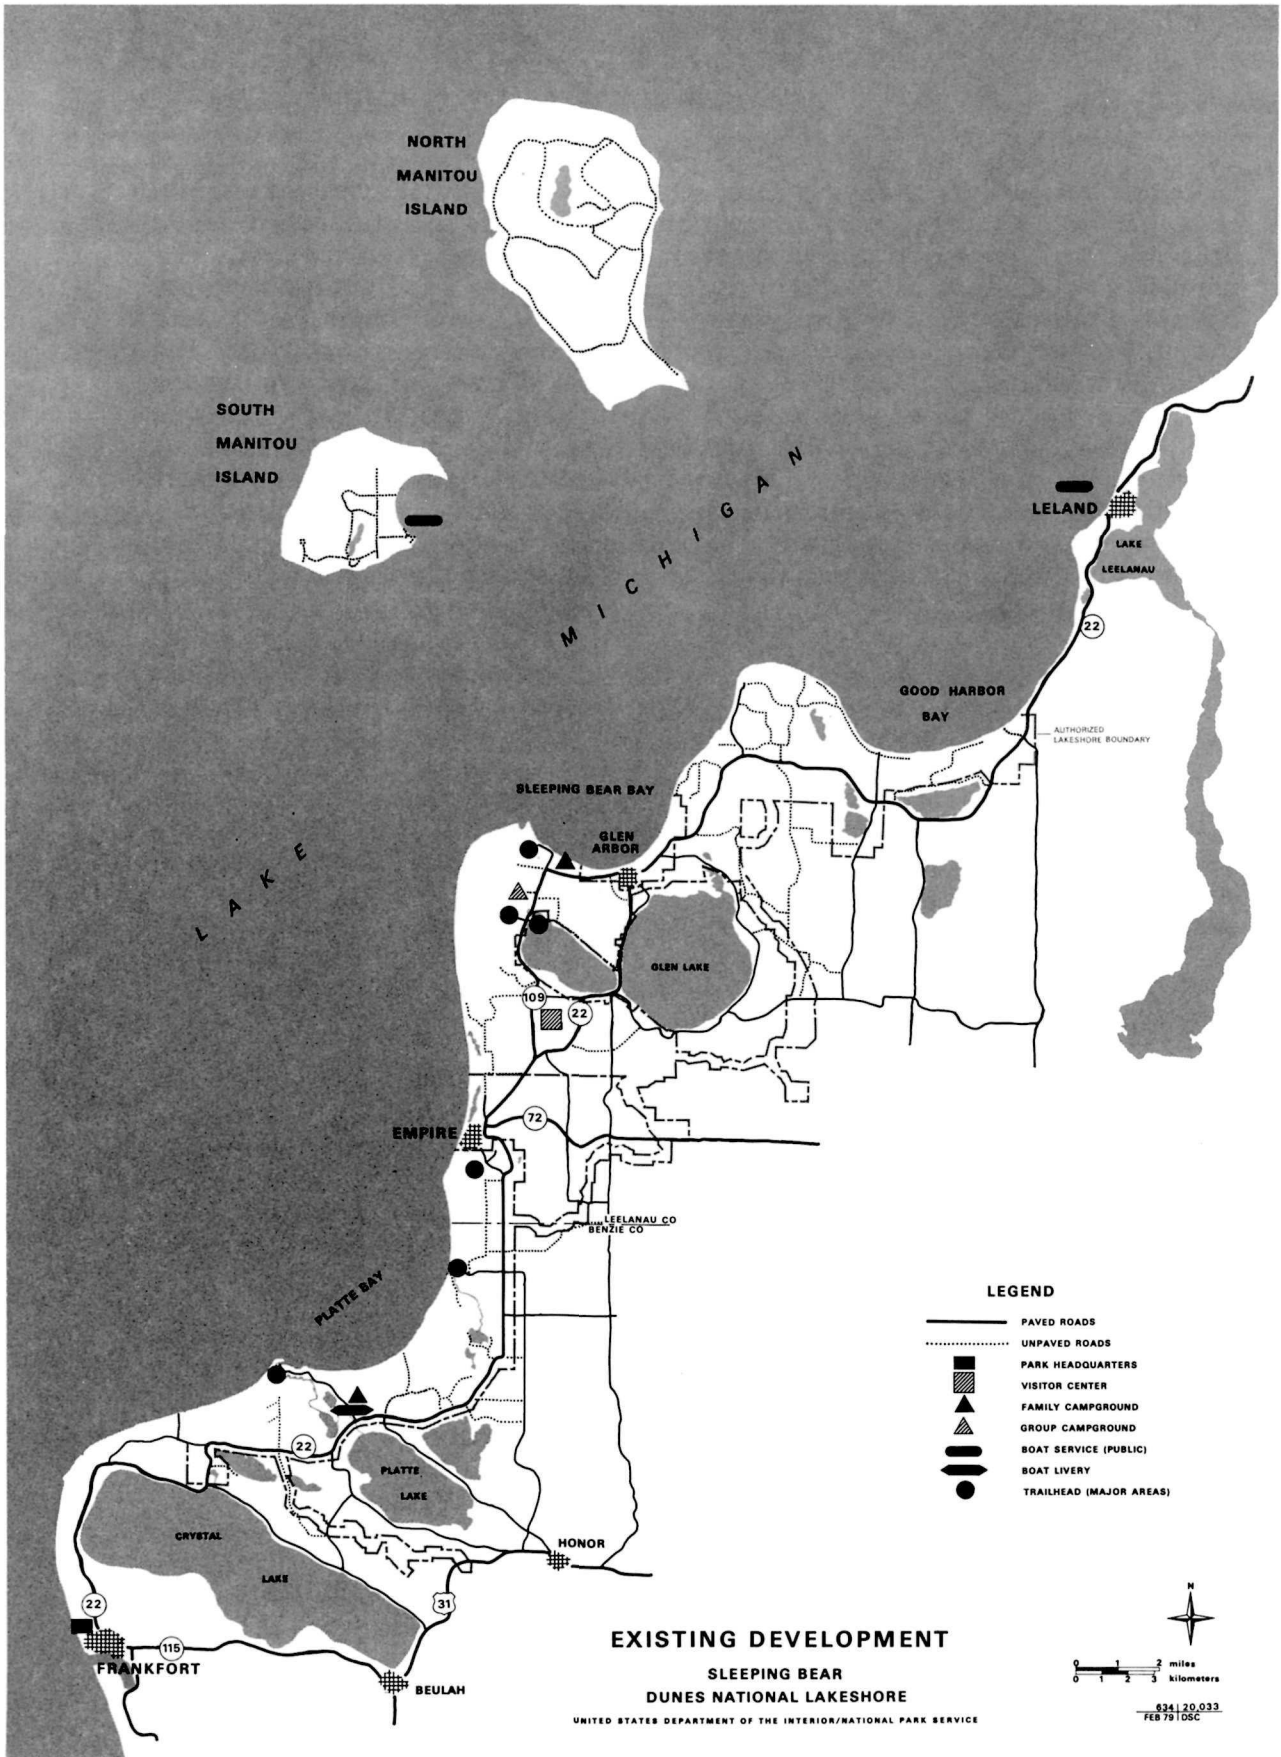 NORTH
MANITOU
ISLAND
SOUTH
MANITOU
ISLAND
LAKE MICHIGAN
LELAND
LAKE
LEELANAU
22
GOOD HARBOR
BAY
AUTHORIZED
LAKESHORE BOUNDARY
SLEEPING BEAR BAY
GLEN
ARBOR
GLEN LAKE
109
22
EMPIRE
72
LEELANAU CO
BENZIE CO
PLATTE BAY
22
PLATTE
LAKE
CRYSTAL
LAKE
HONOR
22
31
115
FRANKFORT
BEULAH
LEGEND
PAVED ROADS
UNPAVED ROADS
PARK HEADQUARTERS
VISITOR CENTER
FAMILY CAMPGROUND
GROUP CAMPGROUND
BOAT SERVICE (PUBLIC)
BOAT LIVERY
TRAILHEAD (MAJOR AREAS)
N
0 1 2 miles
0 1 2 3 kilometers
EXISTING DEVELOPMENT
SLEEPING BEAR
DUNES NATIONAL LAKESHORE
UNITED STATES DEPARTMENT OF THE INTERIOR/NATIONAL PARK SERVICE
634 | 20,033
FEB 79 | DSC